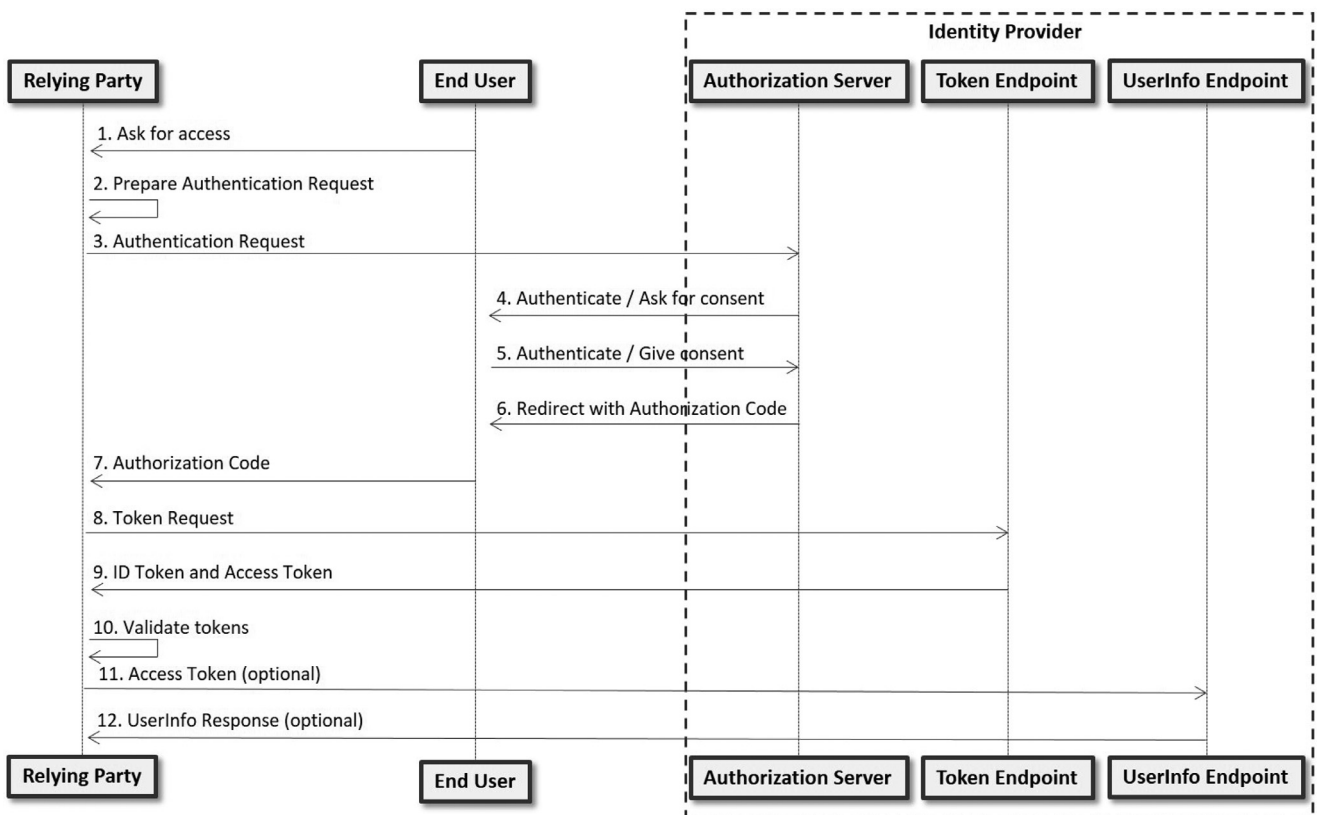 Identity Provider
Relying Party
End User
Authorization Server
Token Endpoint
UserInfo Endpoint
1. Ask for access
2. Prepare Authentication Request
3. Authentication Request
4. Authenticate / Ask for consent
5. Authenticate / Give consent
6. Redirect with Authorization Code
7. Authorization Code
8. Token Request
9. ID Token and Access Token
10. Validate tokens
11. Access Token (optional)
12. UserInfo Response (optional)
Relying Party
End User
Authorization Server
Token Endpoint
UserInfo Endpoint